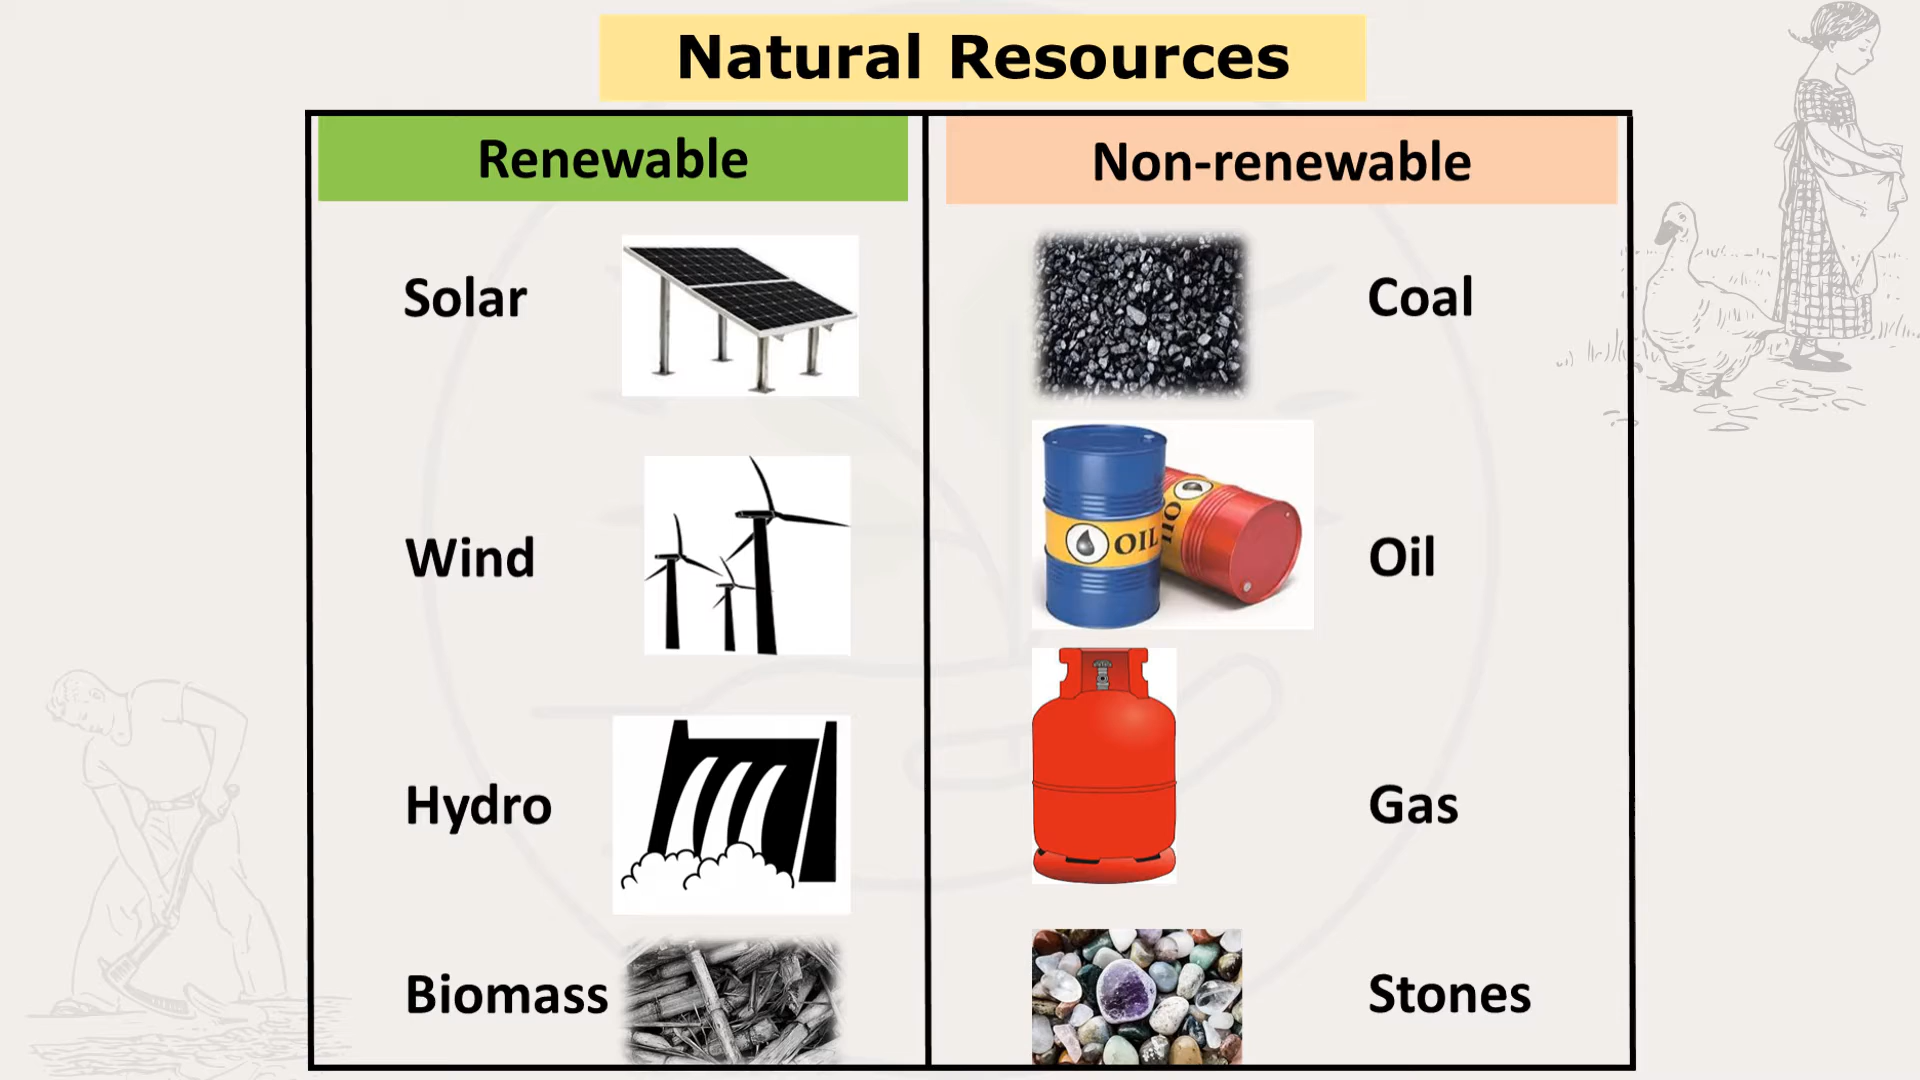 Natural Resources
Renewable
Non-renewable
Solar
Coal
Wind
OIL
OIL
Oil
Hydro
Gas
Biomass
Stones